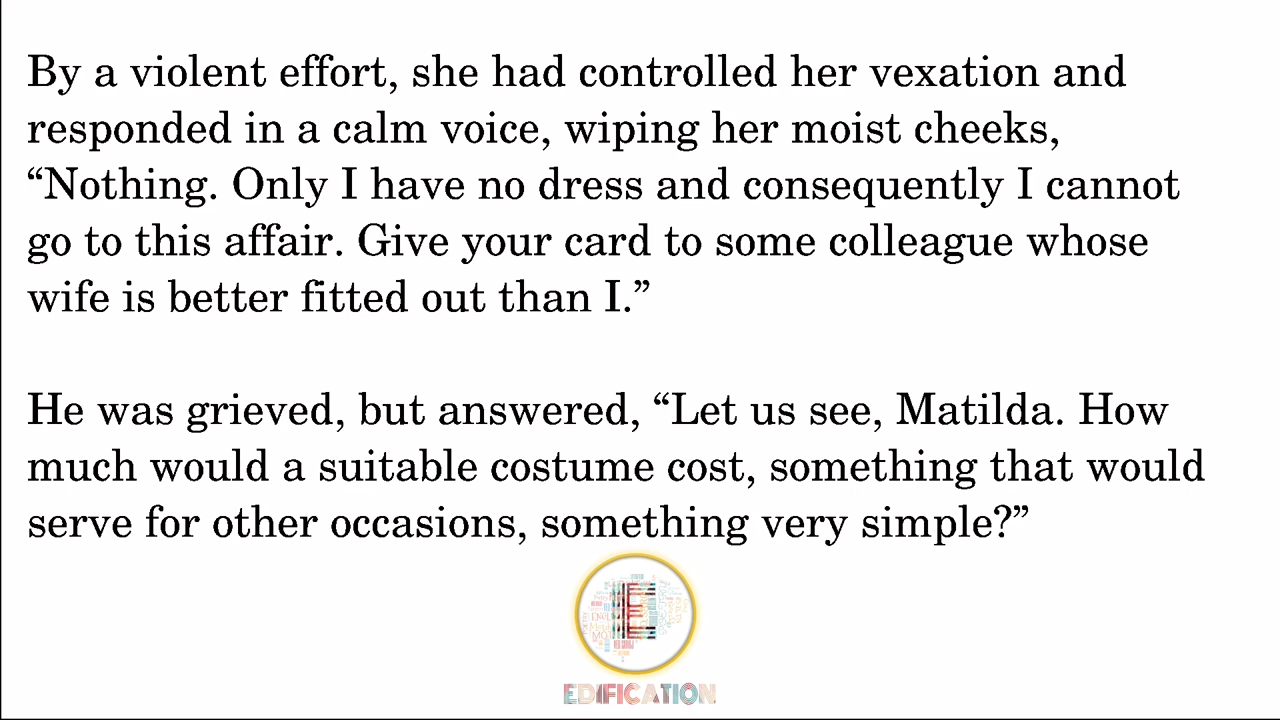 By a violent effort, she had controlled her vexation and
responded in a calm voice, wiping her moist cheeks,
“Nothing. Only I have no dress and consequently I cannot
go to this affair. Give your card to some colleague whose
wife is better fitted out than I.”
He was grieved, but answered, “Let us see, Matilda. How
much would a suitable costume cost, something that would
serve for other occasions, something very simple?”
EDIFICATION